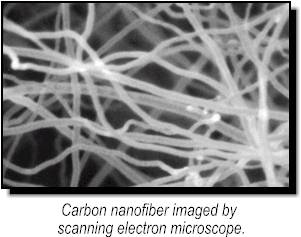 Carbon nanofiber imaged by
scanning electron microscope.